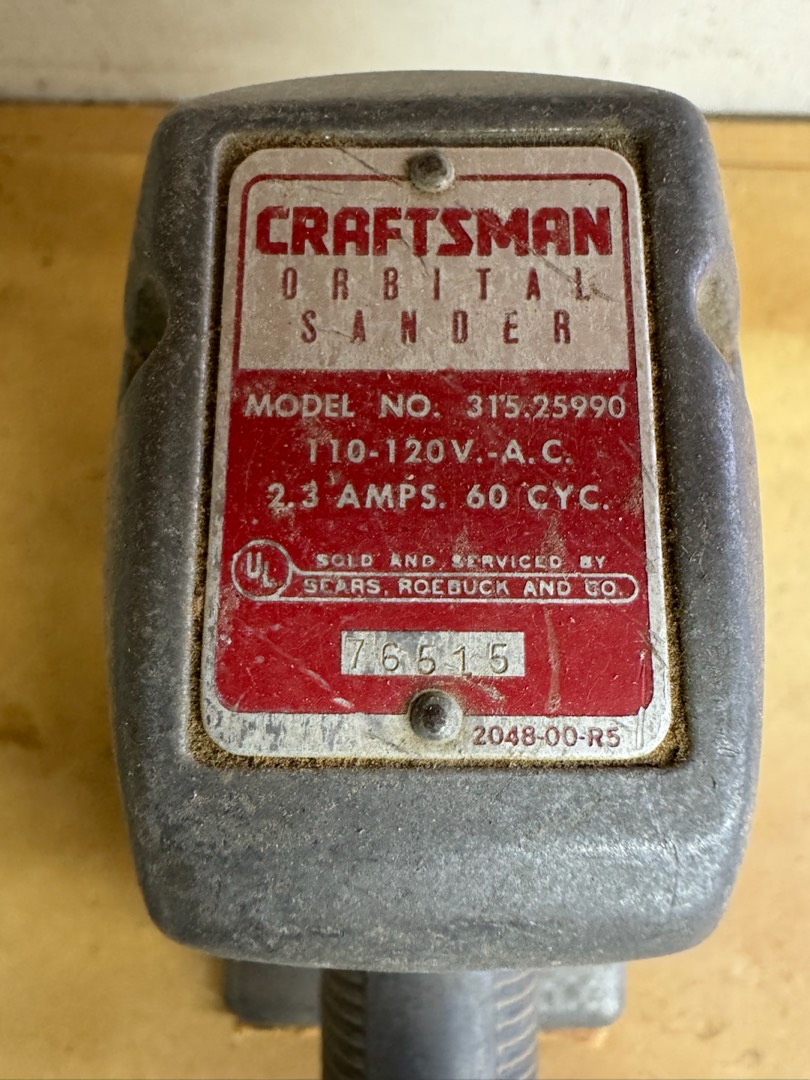 CRAFTSMAN
ORBITAL
SANDER
MODEL NO. 315.25990
110-120V.-A.C.
2.3 AMPS. 60 CYC.
UL SOLD AND SERVICED BY
SEARS, ROEBUCK AND CO.
76515
2048-00-R5